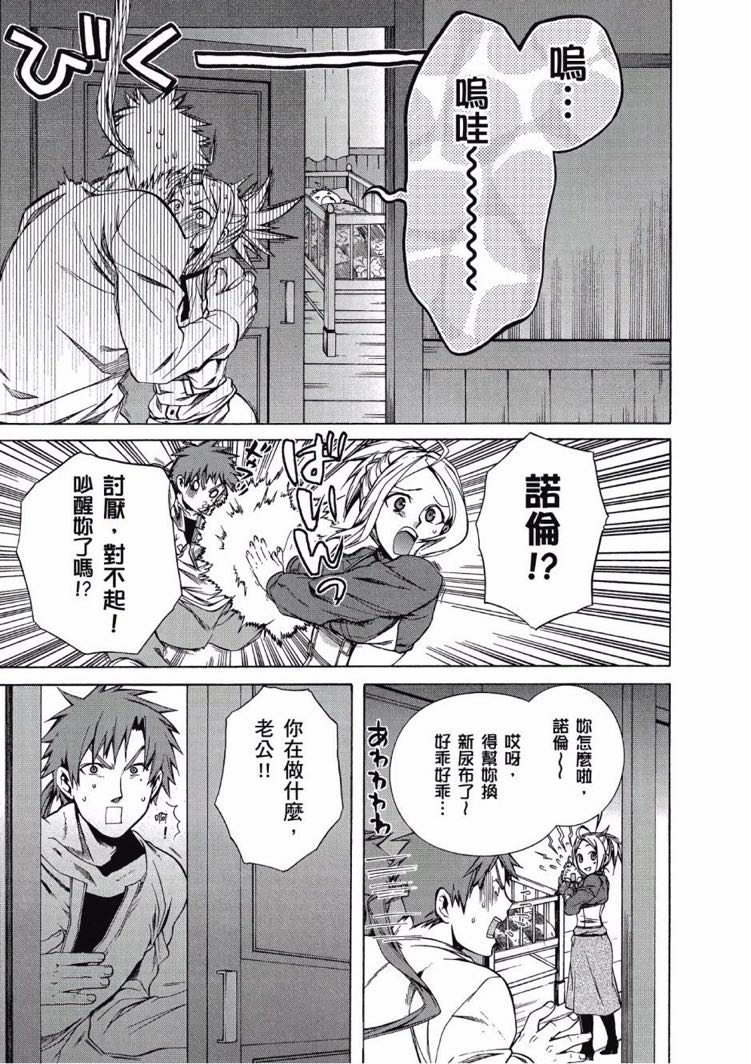 嗚…
嗚哇
びくーー
諾倫!?
ばいんっ
討厭，對不起！
吵醒妳了嗎!?
妳怎麼啦，
諾倫～
哎呀，
得幫妳換
新尿布了～
好乖好乖…
あわわわわ
你在做什麼，
老公!!
啊！